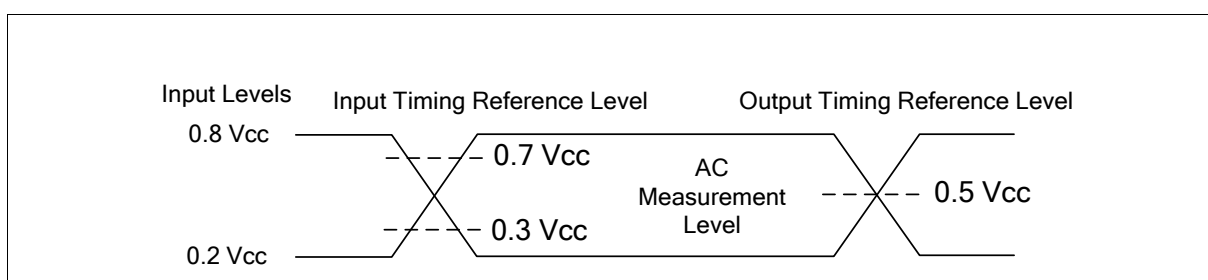 Input Levels
Input Timing Reference Level
Output Timing Reference Level
0.8 Vcc
0.7 Vcc
AC
Measurement
Level
0.5 Vcc
0.3 Vcc
0.2 Vcc